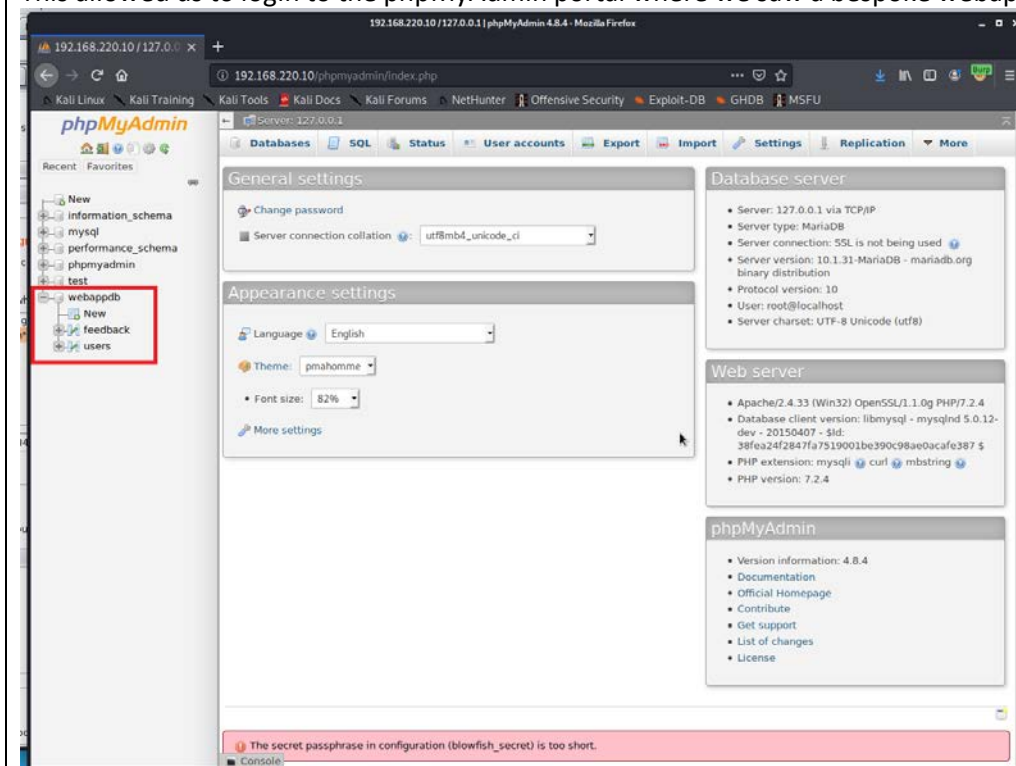 This allowed us to login to the phpMyAdmin portal where we saw a bespoke webap
192.168.220.10 / 127.0.0.1 | phpMyAdmin 4.8.4 - Mozilla Firefox
192.168.220.10 / 127.0.0
192.168.220.10/phpmyadmin/index.php
Burp
Kali Linux Kali Training Kali Tools Kali Docs Kali Forums NetHunter Offensive Security Exploit-DB GHDB MSFU
phpMyAdmin
Recent Favorites
New
information_schema
mysql
performance_schema
phpmyadmin
test
webappdb
New
feedback
users
Server: 127.0.0.1
Databases SQL Status User accounts Export Import Settings Replication More
General settings
Change password
Server connection collation : utf8mb4_unicode_ci
Appearance settings
Language English
Theme: pmahomme
Font size: 82%
More settings
Database server
Server: 127.0.0.1 via TCP/IP
Server type: MariaDB
Server connection: SSL is not being used
Server version: 10.1.31-MariaDB - mariadb.org
binary distribution
Protocol version: 10
User: root@localhost
Server charset: UTF-8 Unicode (utf8)
Web server
Apache/2.4.33 (Win32) OpenSSL/1.1.0g PHP/7.2.4
Database client version: libmysql - mysqlnd 5.0.12-
dev - 20150407 - $Id:
38fea24f2847fa7519001be390c98ae0acafe387 $
PHP extension: mysqli curl mbstring
PHP version: 7.2.4
phpMyAdmin
Version information: 4.8.4
Documentation
Official Homepage
Contribute
Get support
List of changes
License
The secret passphrase in configuration (blowfish_secret) is too short.
Console